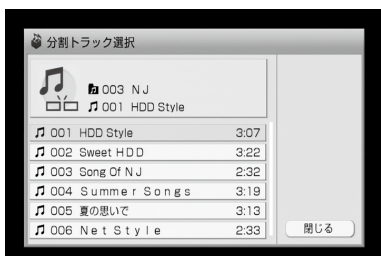 分割トラック選択
003 NJ
001 HDD Style
001 HDD Style 3:07
002 Sweet HDD 3:22
003 Song Of NJ 2:32
004 Summer Songs 3:19
005 夏の思いで 3:13
006 Net Style 2:33
閉じる